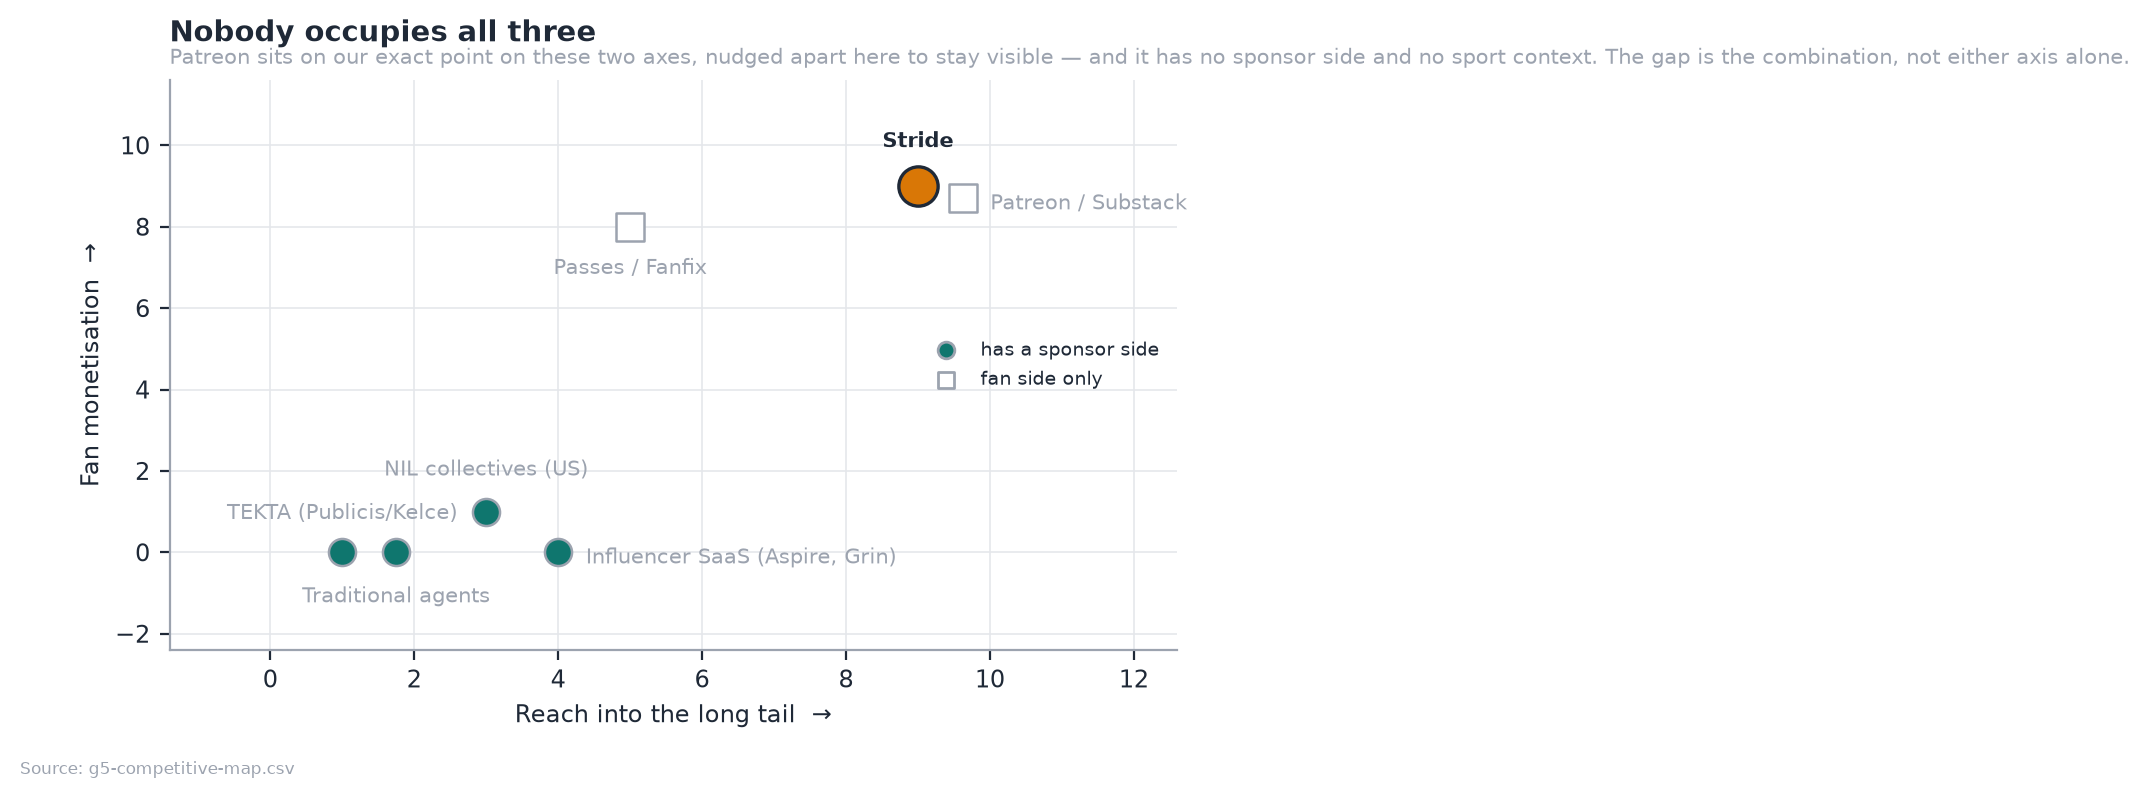 Nobody occupies all three
Patreon sits on our exact point on these two axes, nudged apart here to stay visible — and it has no sponsor side and no sport context. The gap is the combination, not either axis alone.
Fan monetisation →
10
8
6
4
2
0
−2
Stride
Patreon / Substack
Passes / Fanfix
has a sponsor side
fan side only
NIL collectives (US)
TEKTA (Publicis/Kelce)
Influencer SaaS (Aspire, Grin)
Traditional agents
0 2 4 6 8 10 12
Reach into the long tail →
Source: g5-competitive-map.csv